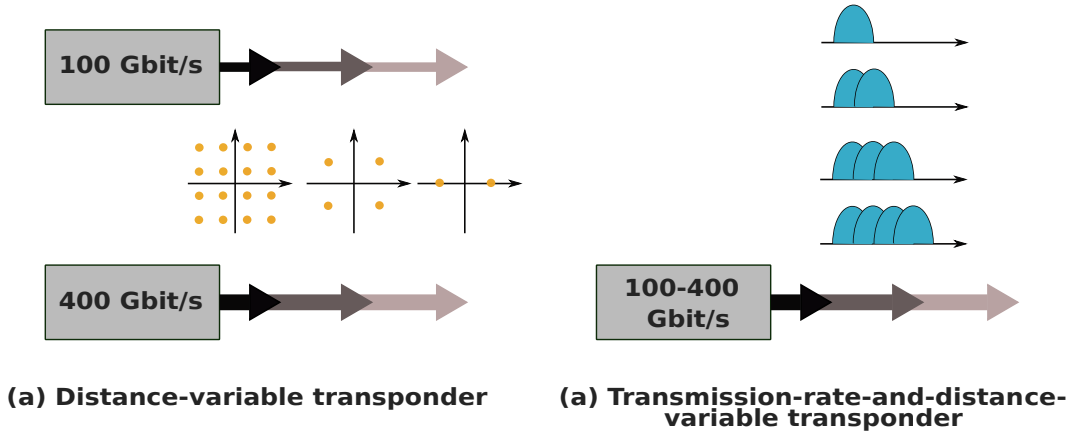 100 Gbit/s
400 Gbit/s
(a) Distance-variable transponder
100-400
Gbit/s
(a) Transmission-rate-and-distance-
variable transponder